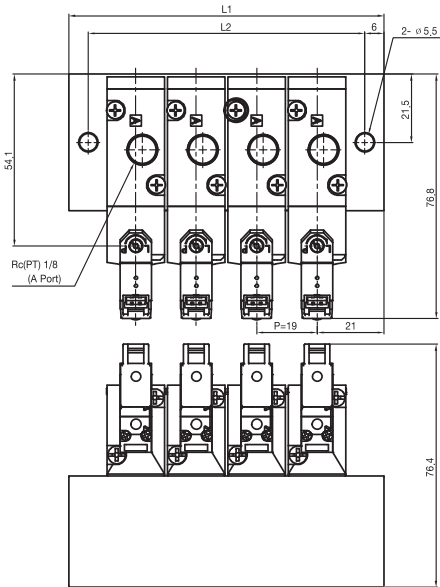 L1
L2
6
2- ø5,5
21,5
54,1
76,8
A A A A
Rc(PT) 1/8
(A Port)
P=19
21
76,4